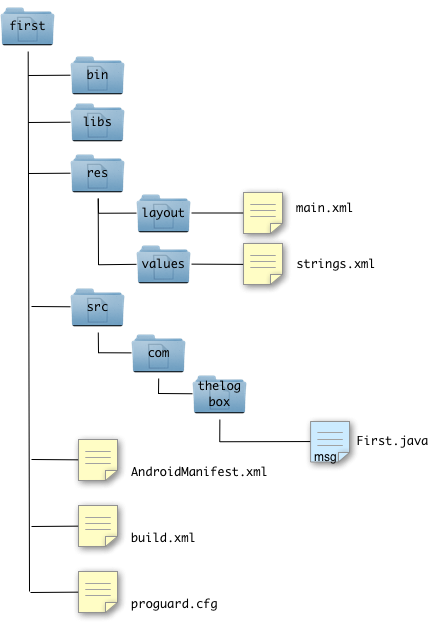 first
bin
libs
res
layout
main.xml
values
strings.xml
src
com
thelog
box
First.java
msg
AndroidManifest.xml
build.xml
proguard.cfg